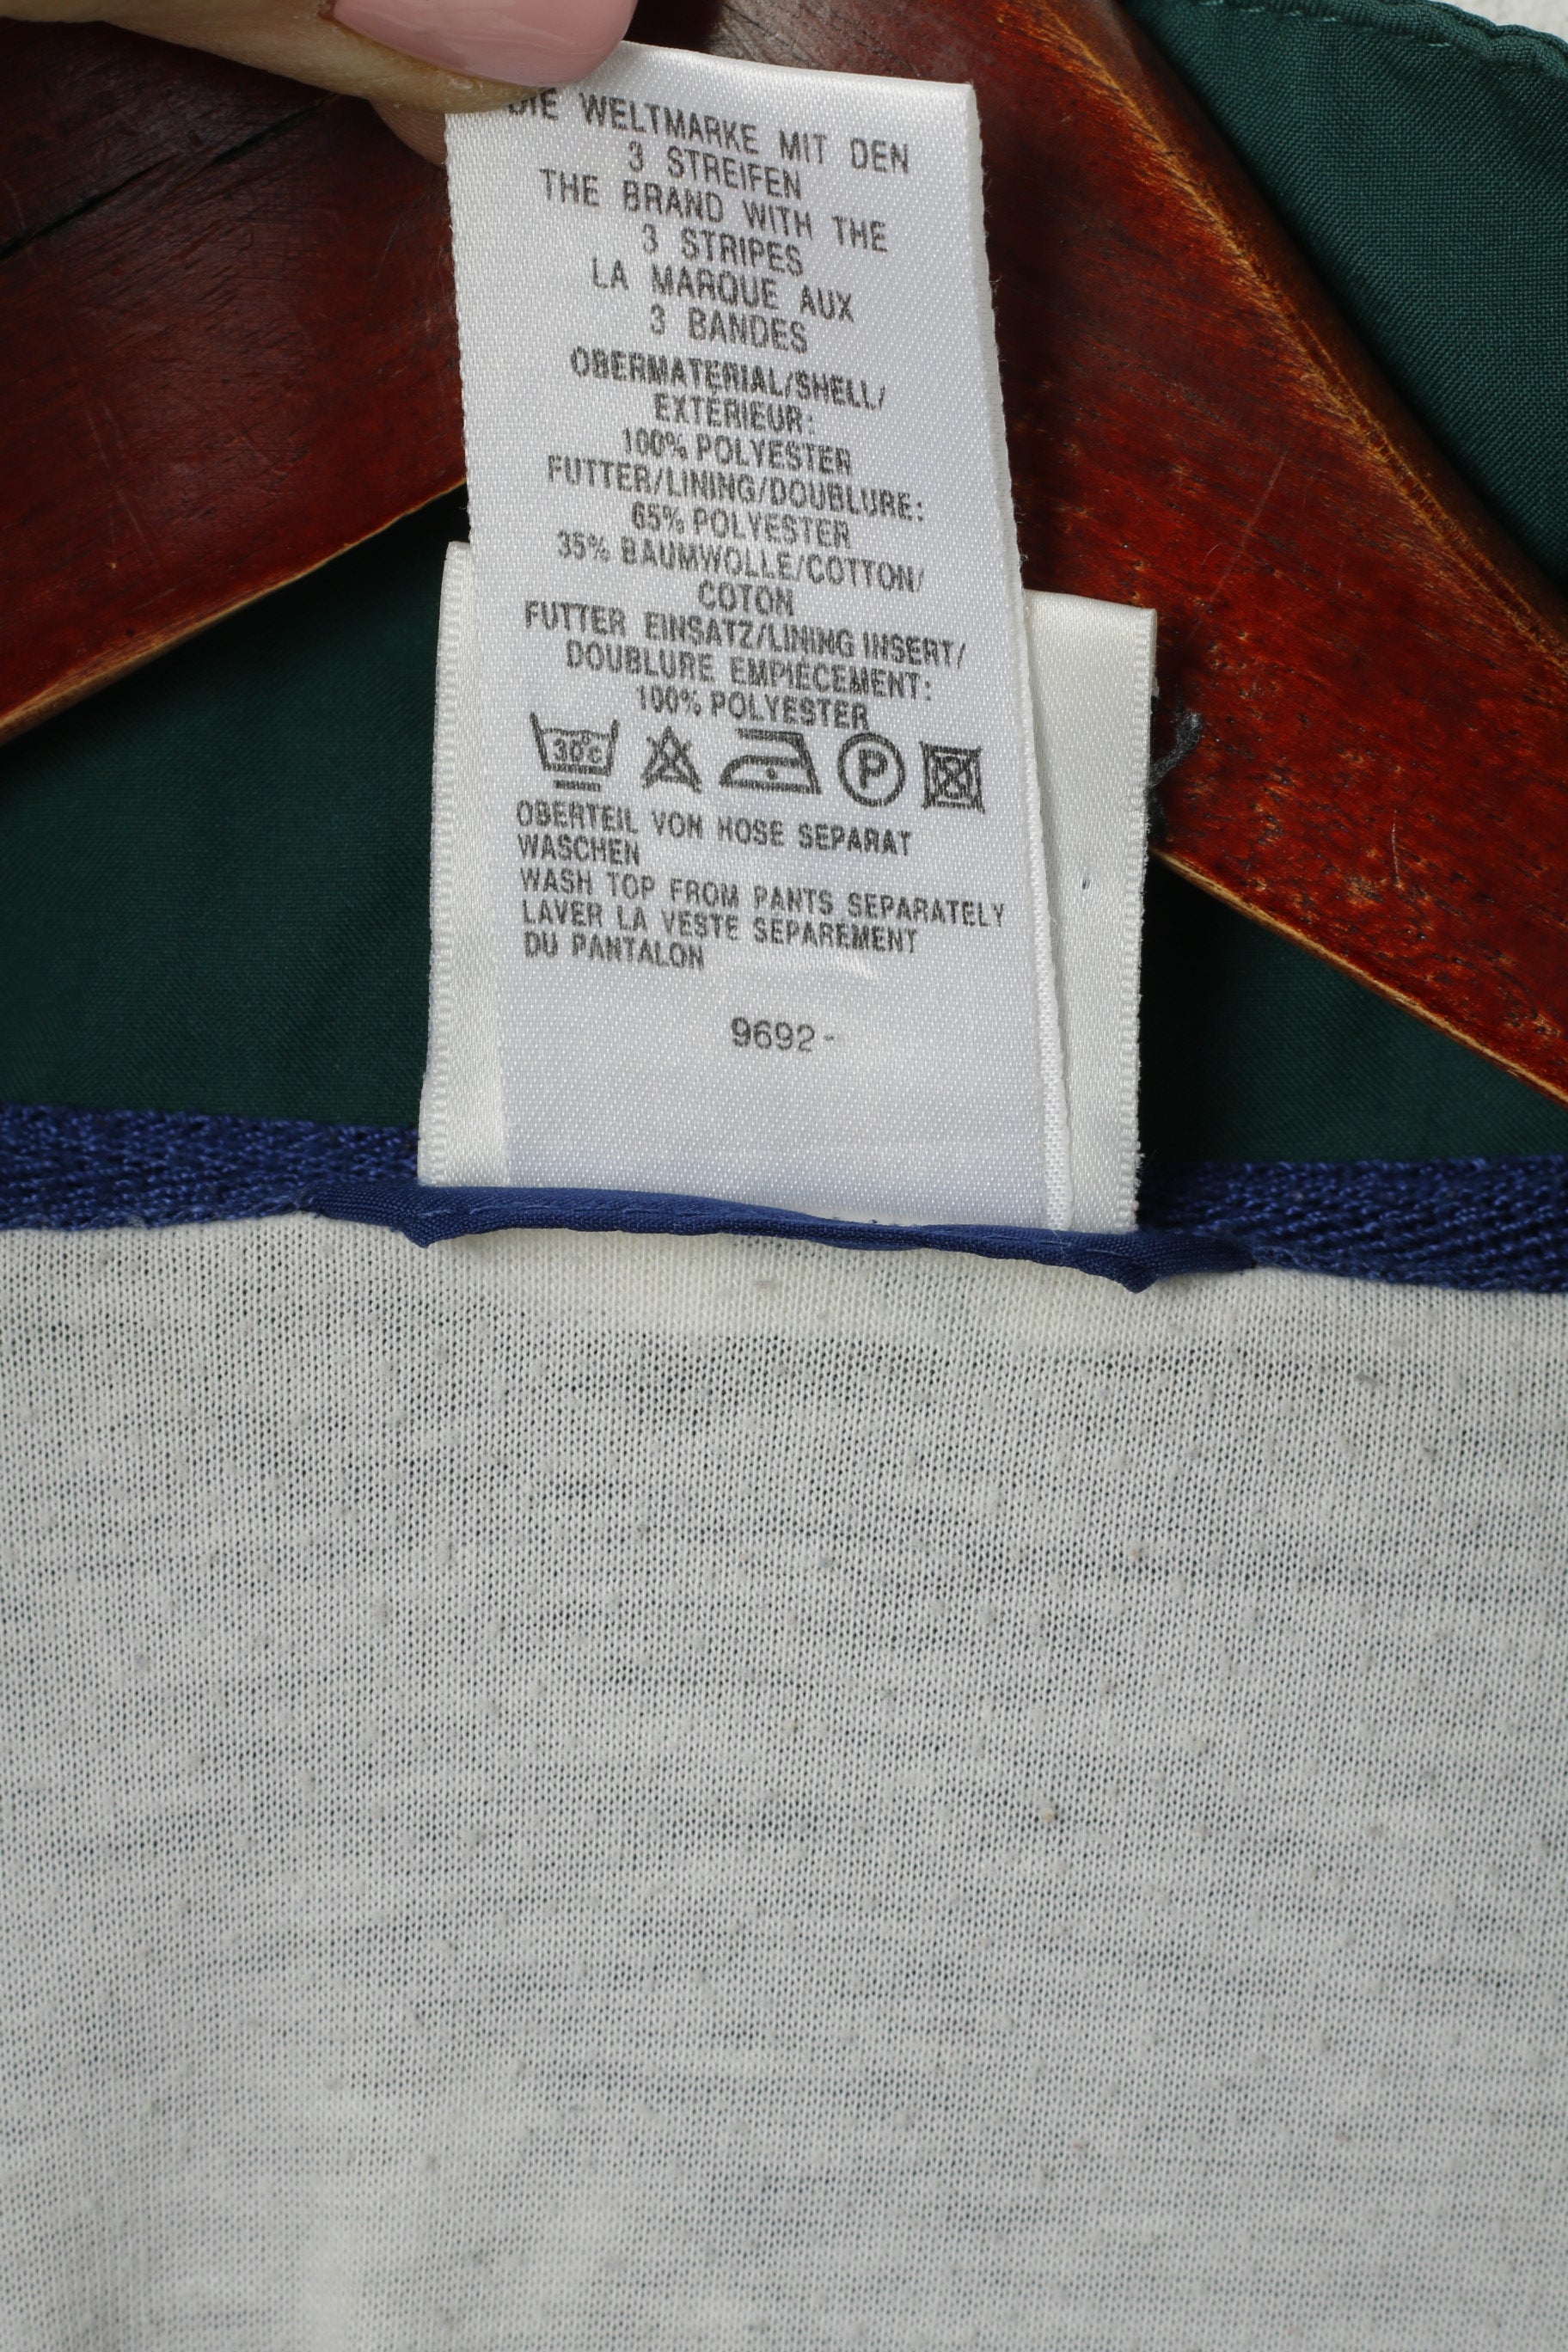 DIE WELTMARKE MIT DEN
3 STREIFEN
THE BRAND WITH THE
3 STRIPES
LA MARQUE AUX
3 BANDES
OBERMATERIAL/SHELL/
EXTÉRIEUR:
100% POLYESTER
FUTTER/LINING/DOUBLURE:
65% POLYESTER
35% BAUMWOLLE/COTTON/
COTON
FUTTER EINSATZ/LINING INSERT/
DOUBLURE EMPIÉCEMENT:
100% POLYESTER
30°C P
OBERTEIL VON HOSE SEPARAT
WASCHEN
WASH TOP FROM PANTS SEPARATELY
LAVER LA VESTE SEPAREMENT
DU PANTALON
9692-